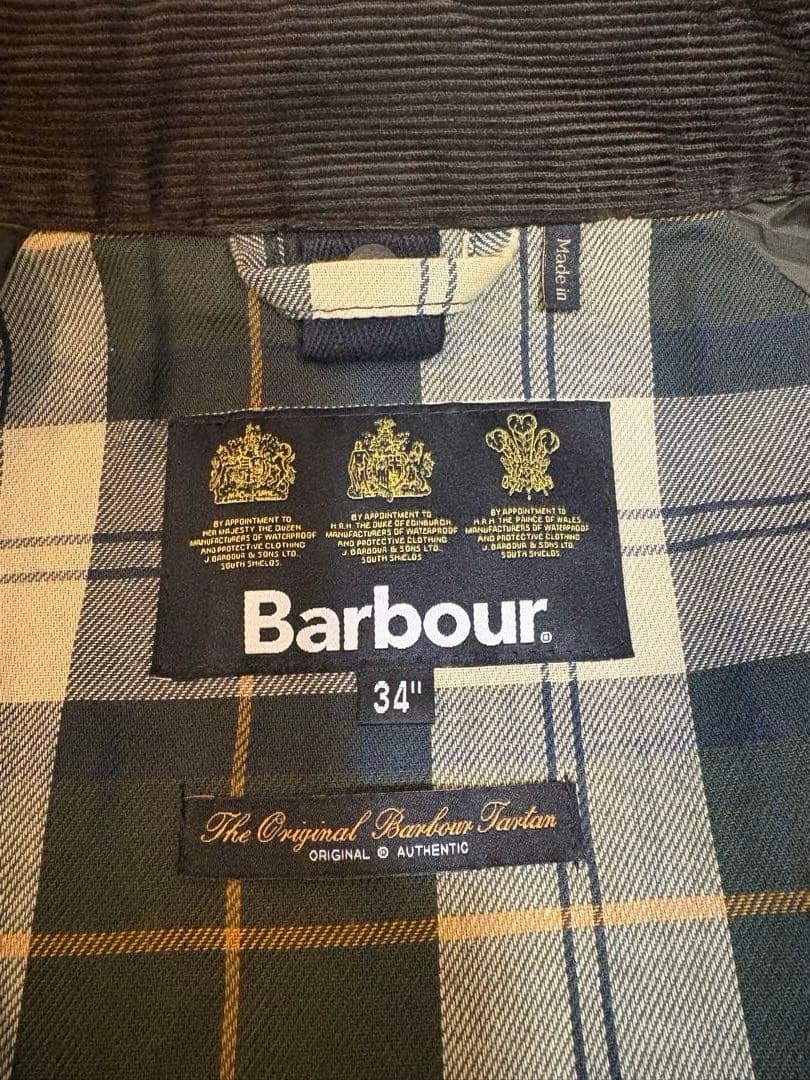 Made in
BY APPOINTMENT TO
HER MAJESTY THE QUEEN
MANUFACTURERS OF WATERPROOF
AND PROTECTIVE CLOTHING
J. BARBOUR & SONS LTD.
SOUTH SHIELDS
BY APPOINTMENT TO
H.R.H. THE DUKE OF EDINBURGH
MANUFACTURERS OF WATERPROOF
AND PROTECTIVE CLOTHING
J. BARBOUR & SONS LTD.
SOUTH SHIELDS
BY APPOINTMENT TO
H.R.H. THE PRINCE OF WALES
MANUFACTURERS OF WATERPROOF
AND PROTECTIVE CLOTHING
J. BARBOUR & SONS LTD.
SOUTH SHIELDS
Barbour®
34"
The Original Barbour Tartan
ORIGINAL ® AUTHENTIC